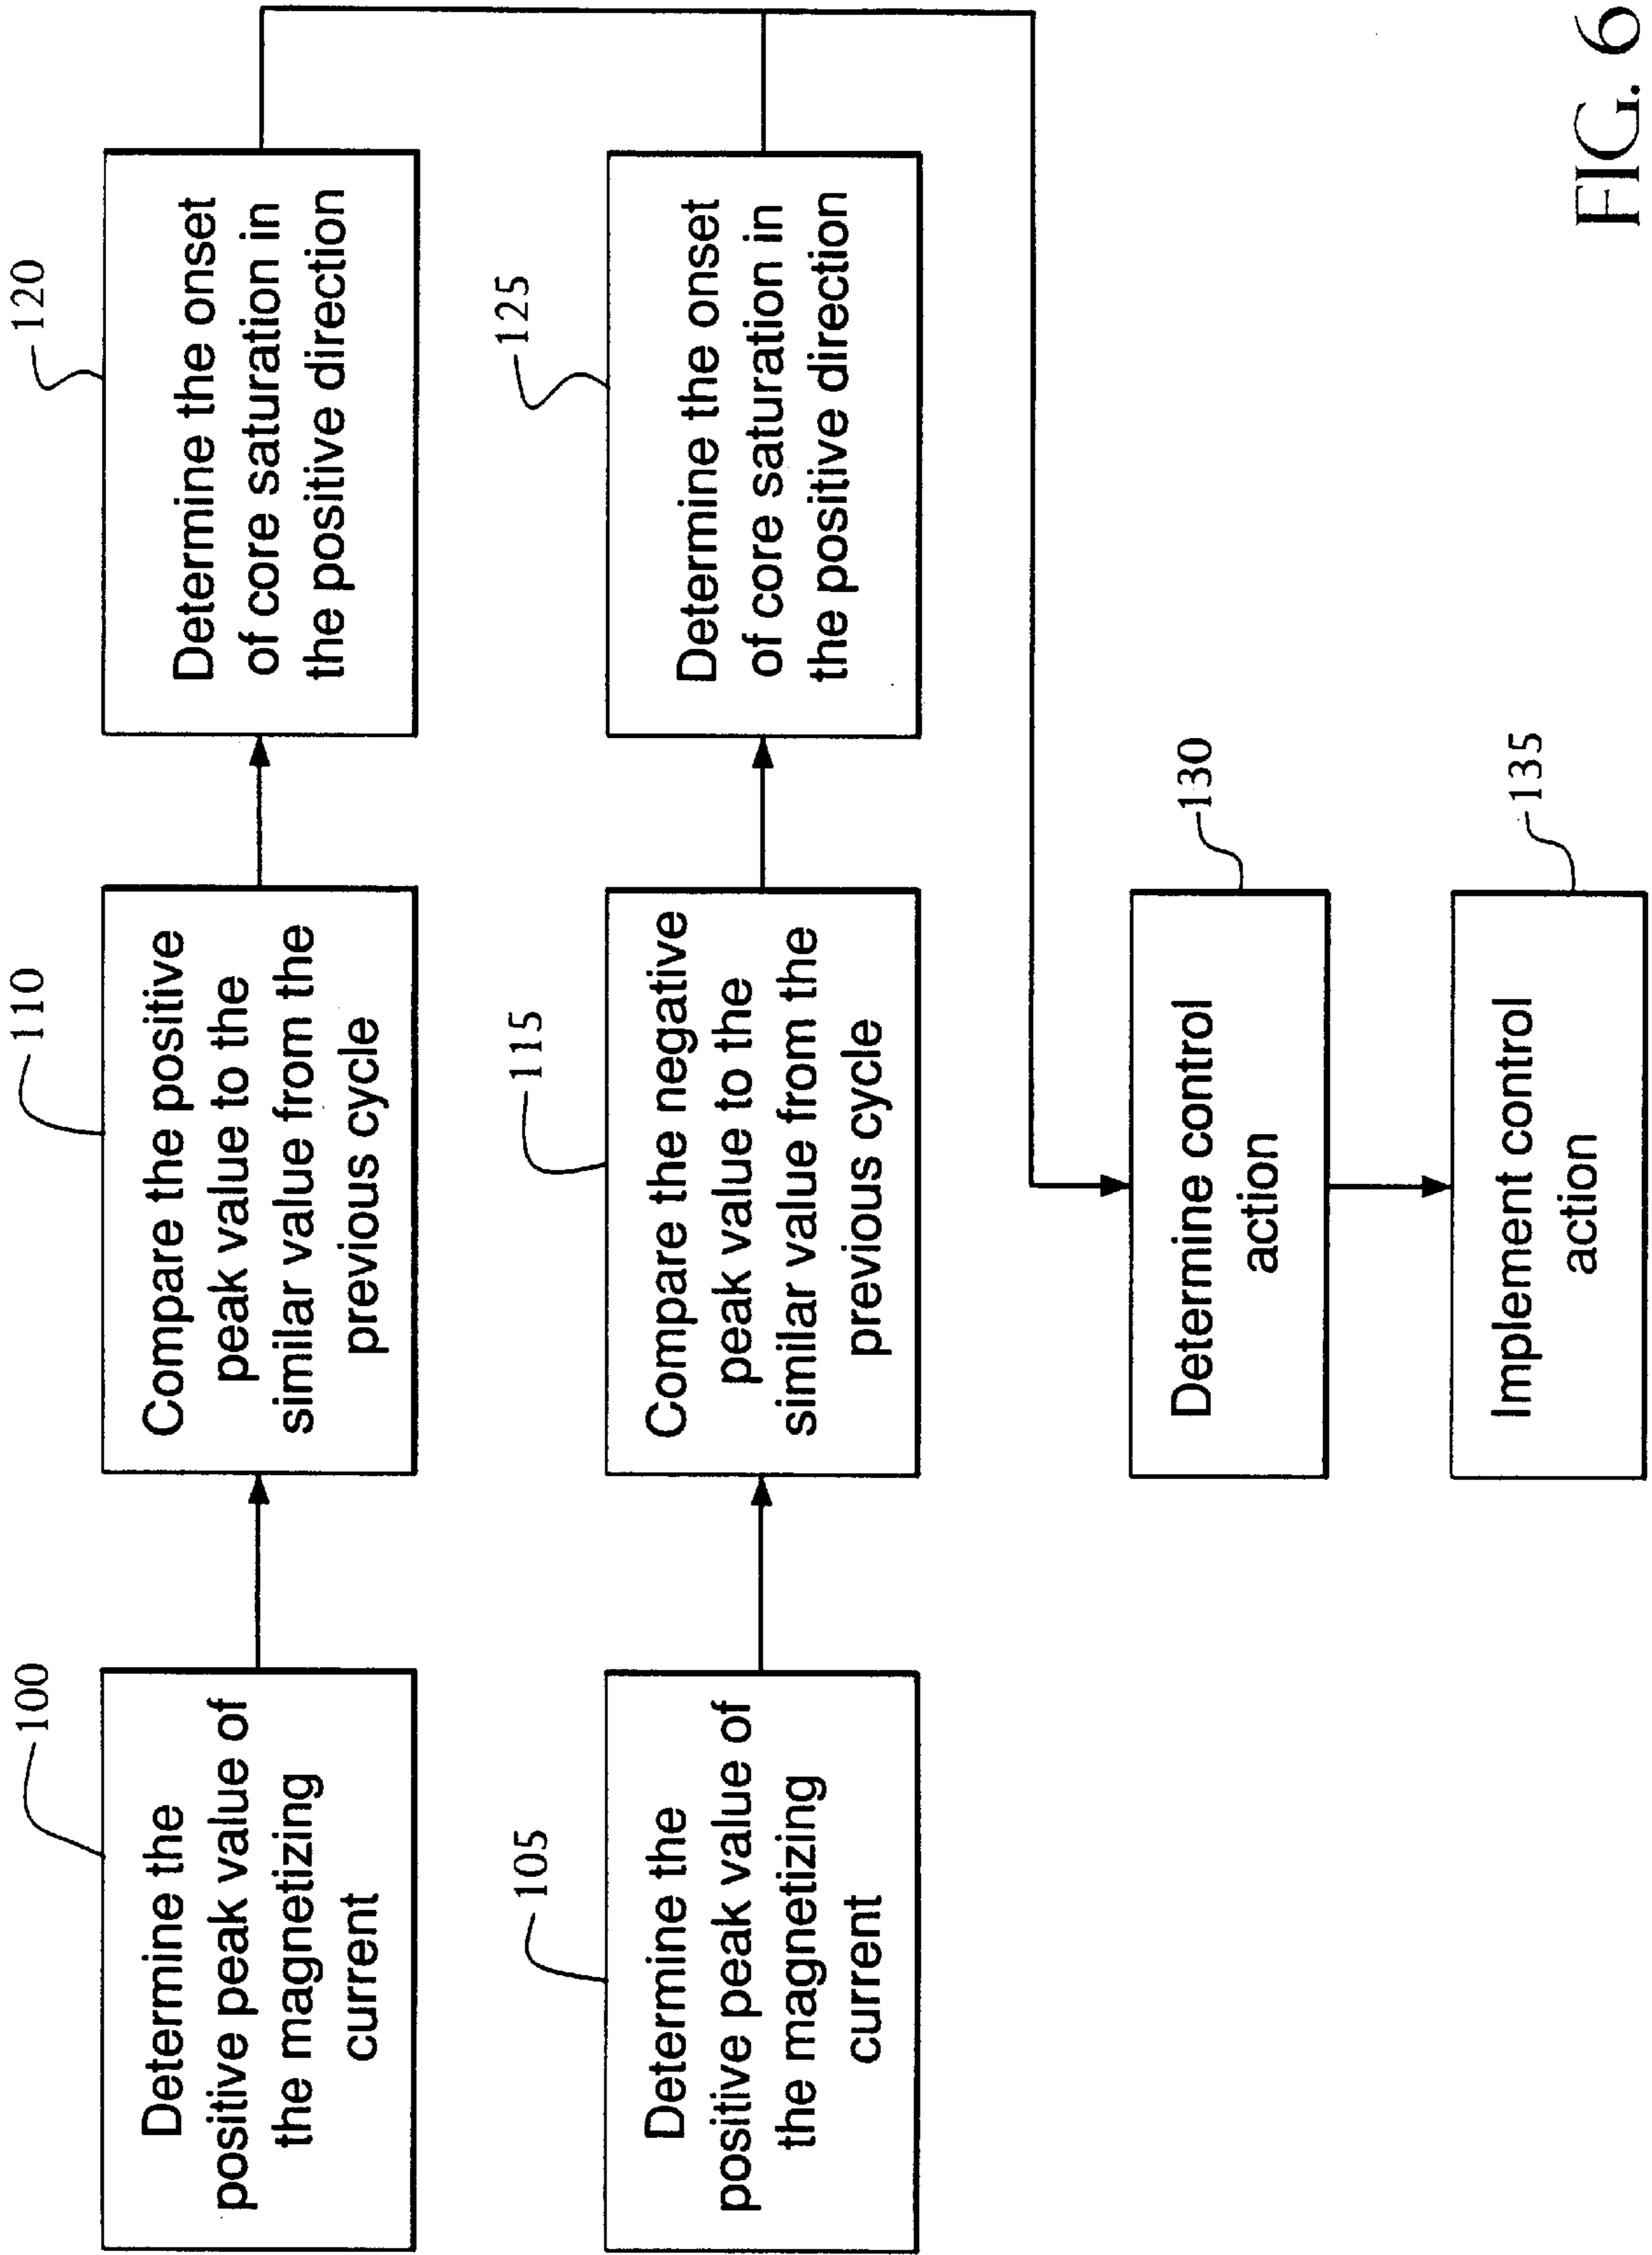 100
Determine the
positive peak value of
the magnetizing
current
110
Compare the positive
peak value to the
similar value from the
previous cycle
120
Determine the onset
of core saturation in
the positive direction
105
Determine the
positive peak value of
the magnetizing
current
115
Compare the negative
peak value to the
similar value from the
previous cycle
125
Determine the onset
of core saturation in
the positive direction
130
Determine control
action
135
Implement control
action
FIG. 6